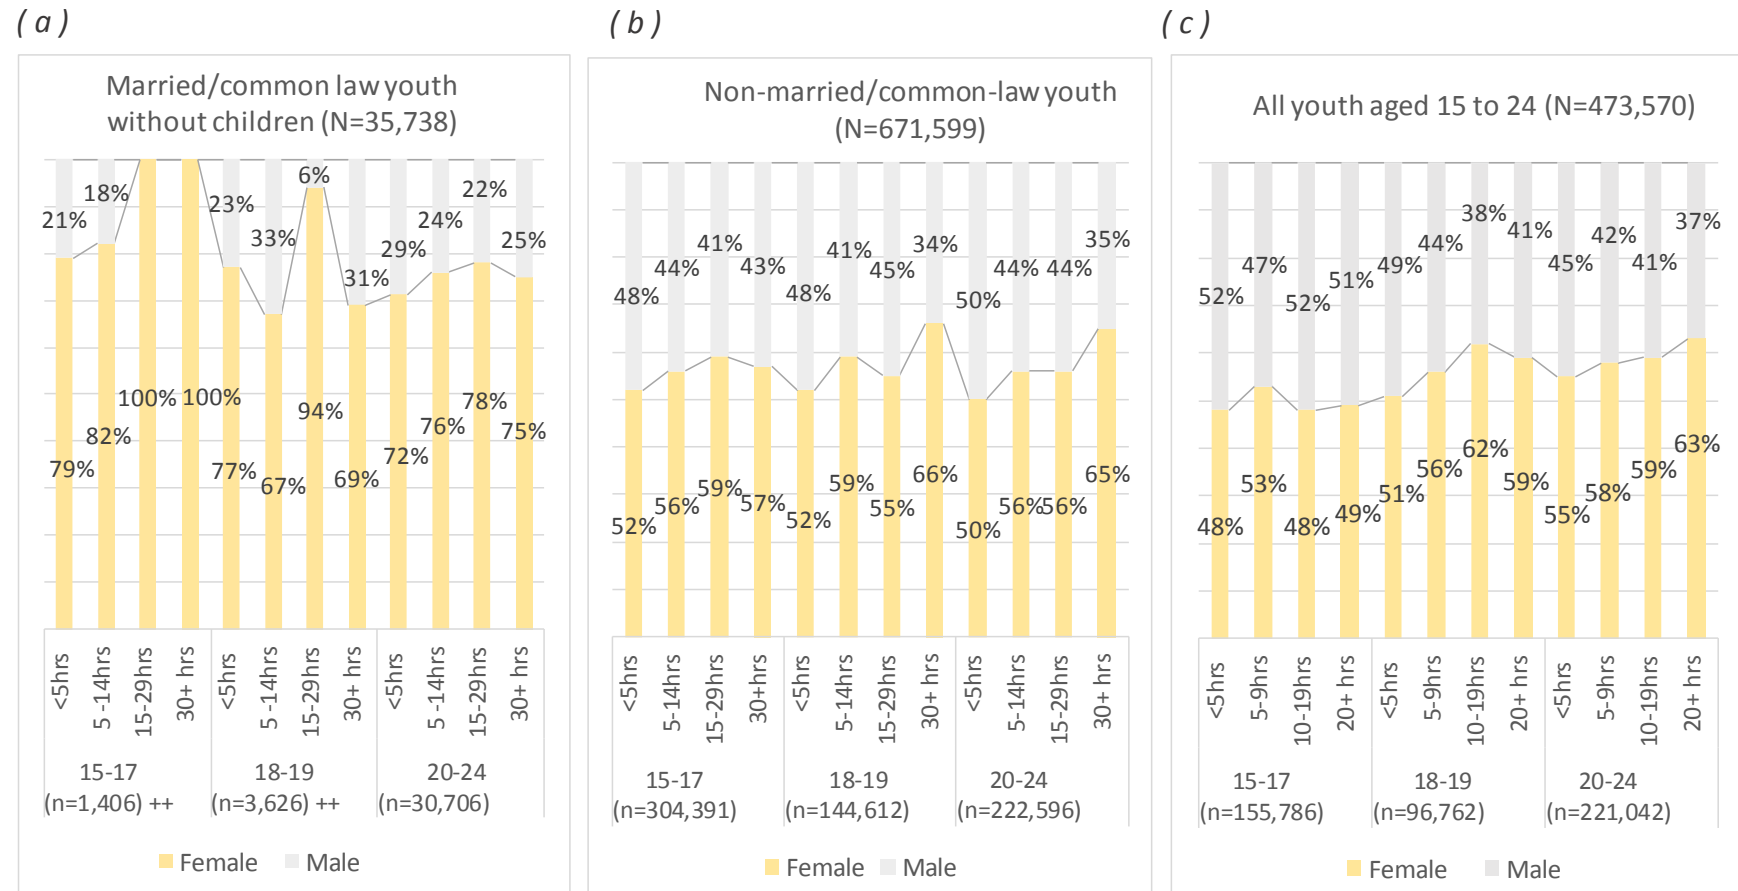 (a)
Married/common law youth
without children (N=35,738)
21%
18%
23%
33%
6%
31%
29%
24%
22%
25%
79%
82%
100%
100%
77%
67%
94%
69%
72%
76%
78%
75%
<5hrs
5 -14hrs
15-29hrs
30+ hrs
<5hrs
5-14hrs
15-29hrs
30+ hrs
<5hrs
5 -14hrs
15-29hrs
30+ hrs
15-17
(n=1,406) ++
18-19
(n=3,626) ++
20-24
(n=30,706)
Female
Male
(b)
Non-married/common-law youth
(N=671,599)
48%
44%
41%
43%
48%
41%
45%
34%
50%
44%
44%
35%
52%
56%
59%
57%
52%
59%
55%
66%
50%
56%
56%
65%
<5hrs
5-14hrs
15-29hrs
30+hrs
<5hrs
5-14hrs
15-29hrs
30+ hrs
<5hrs
5-14hrs
15-29hrs
30+ hrs
15-17
(n=304,391)
18-19
(n=144,612)
20-24
(n=222,596)
Female
Male
(c)
All youth aged 15 to 24 (N=473,570)
52%
47%
52%
51%
49%
44%
38%
41%
45%
42%
41%
37%
48%
53%
48%
49%
51%
56%
62%
59%
55%
58%
59%
63%
<5hrs
5-9hrs
10-19hrs
20+ hrs
<5hrs
5-9hrs
10-19hrs
20+ hrs
<5hrs
5-9hrs
10-19hrs
20+ hrs
15-17
(n=155,786)
18-19
(n=96,762)
20-24
(n=221,042)
Female
Male